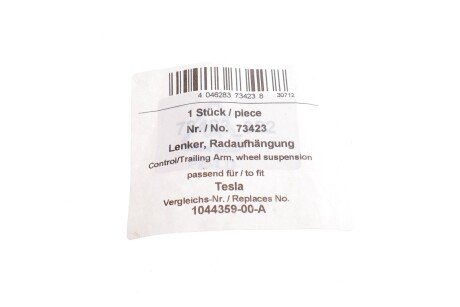 4 046283 73423 8 30712
1 Stück / piece
Nr. / No. 73423
Lenker, Radaufhängung
Control/Trailing Arm, wheel suspension
passend für / to fit
Tesla
Vergleichs-Nr. / Replaces No.
1044359-00-A